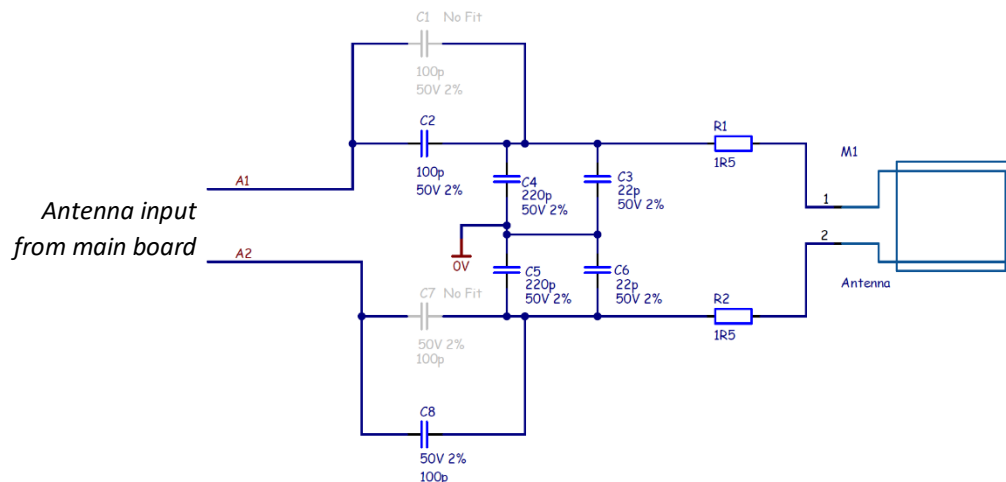 C1 No Fit
100p
50V 2%
C2
100p
50V 2%
R1
1R5
M1
C4
220p
50V 2%
C3
22p
50V 2%
A1
Antenna input
from main board
A2
1
2
0V
C5
220p
50V 2%
C6
22p
50V 2%
Antenna
C7 No Fit
50V 2%
100p
R2
1R5
C8
50V 2%
100p